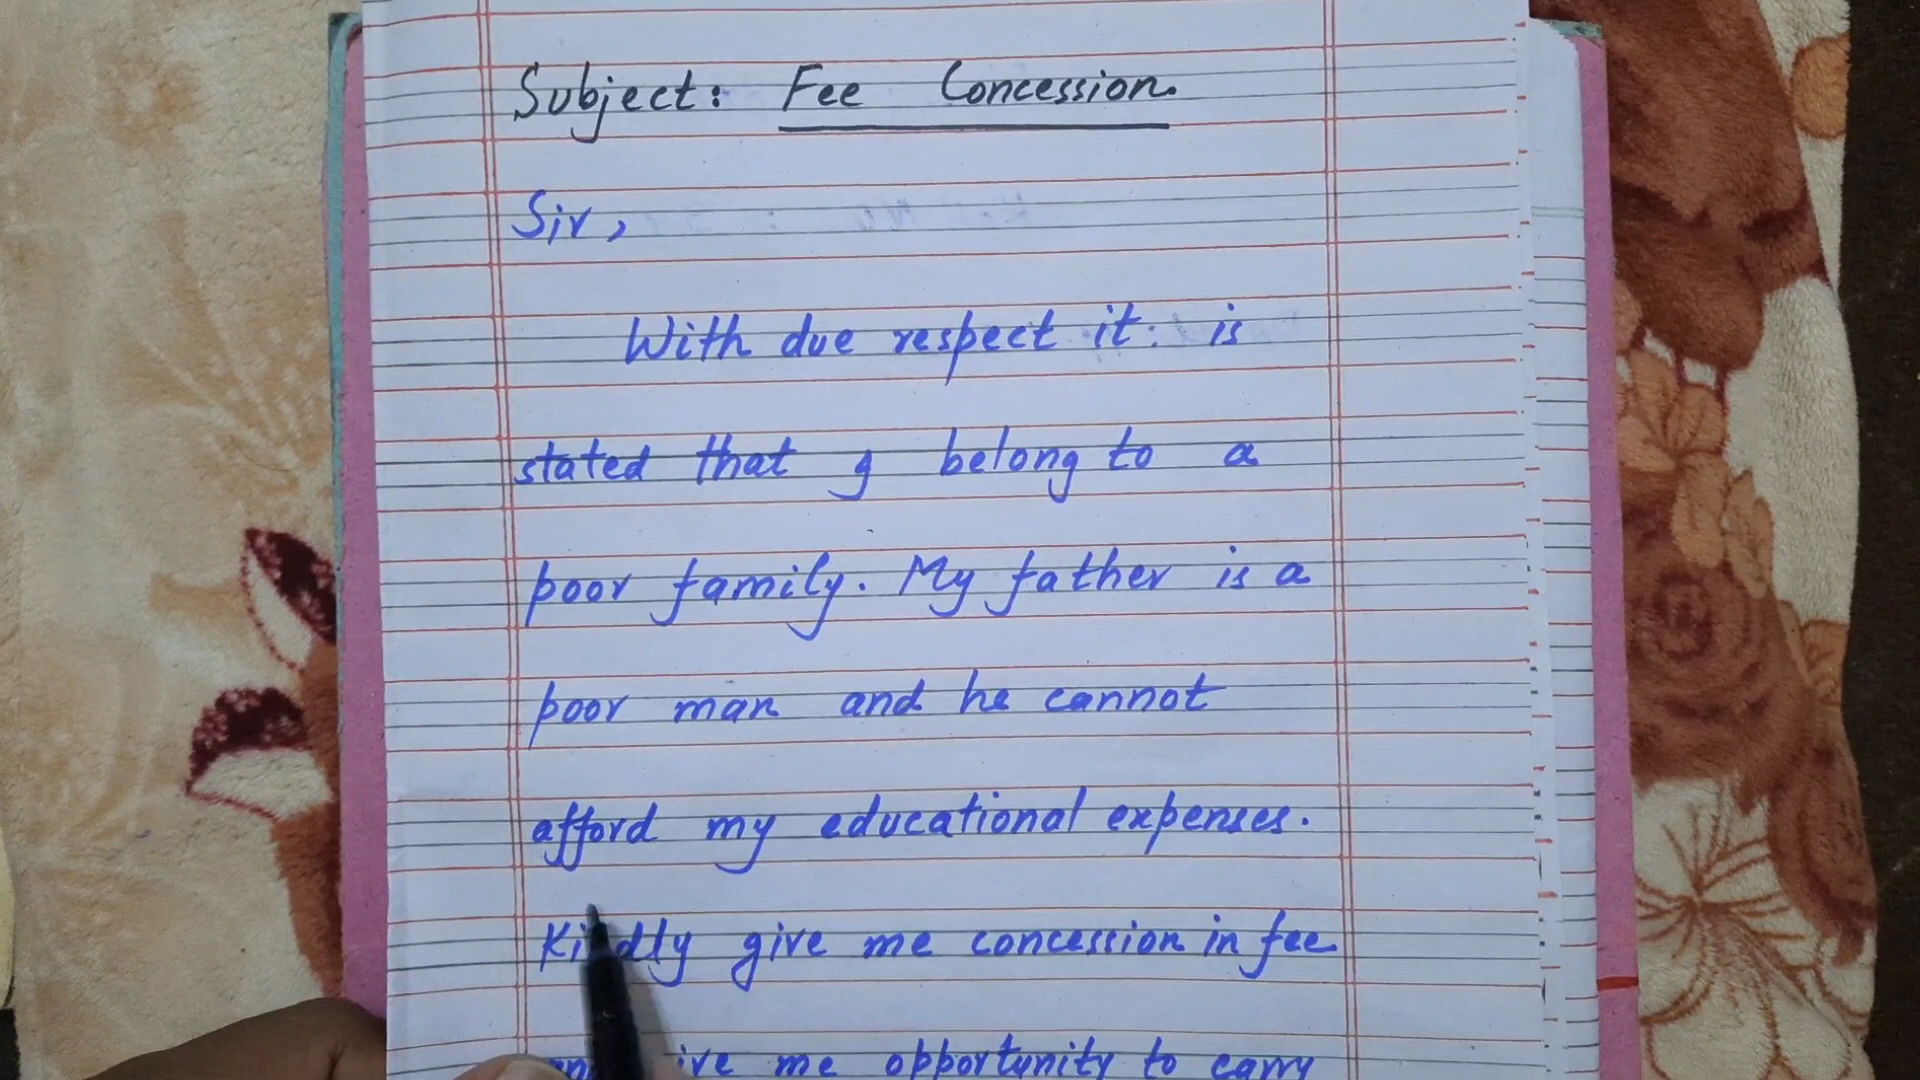 Subject: Fee Concession.
Sir,
With due respect it is
stated that I belong to a
poor family. My father is a
poor man and he cannot
afford my educational expenses.
Kindly give me concession in fee
me opportunity to carry